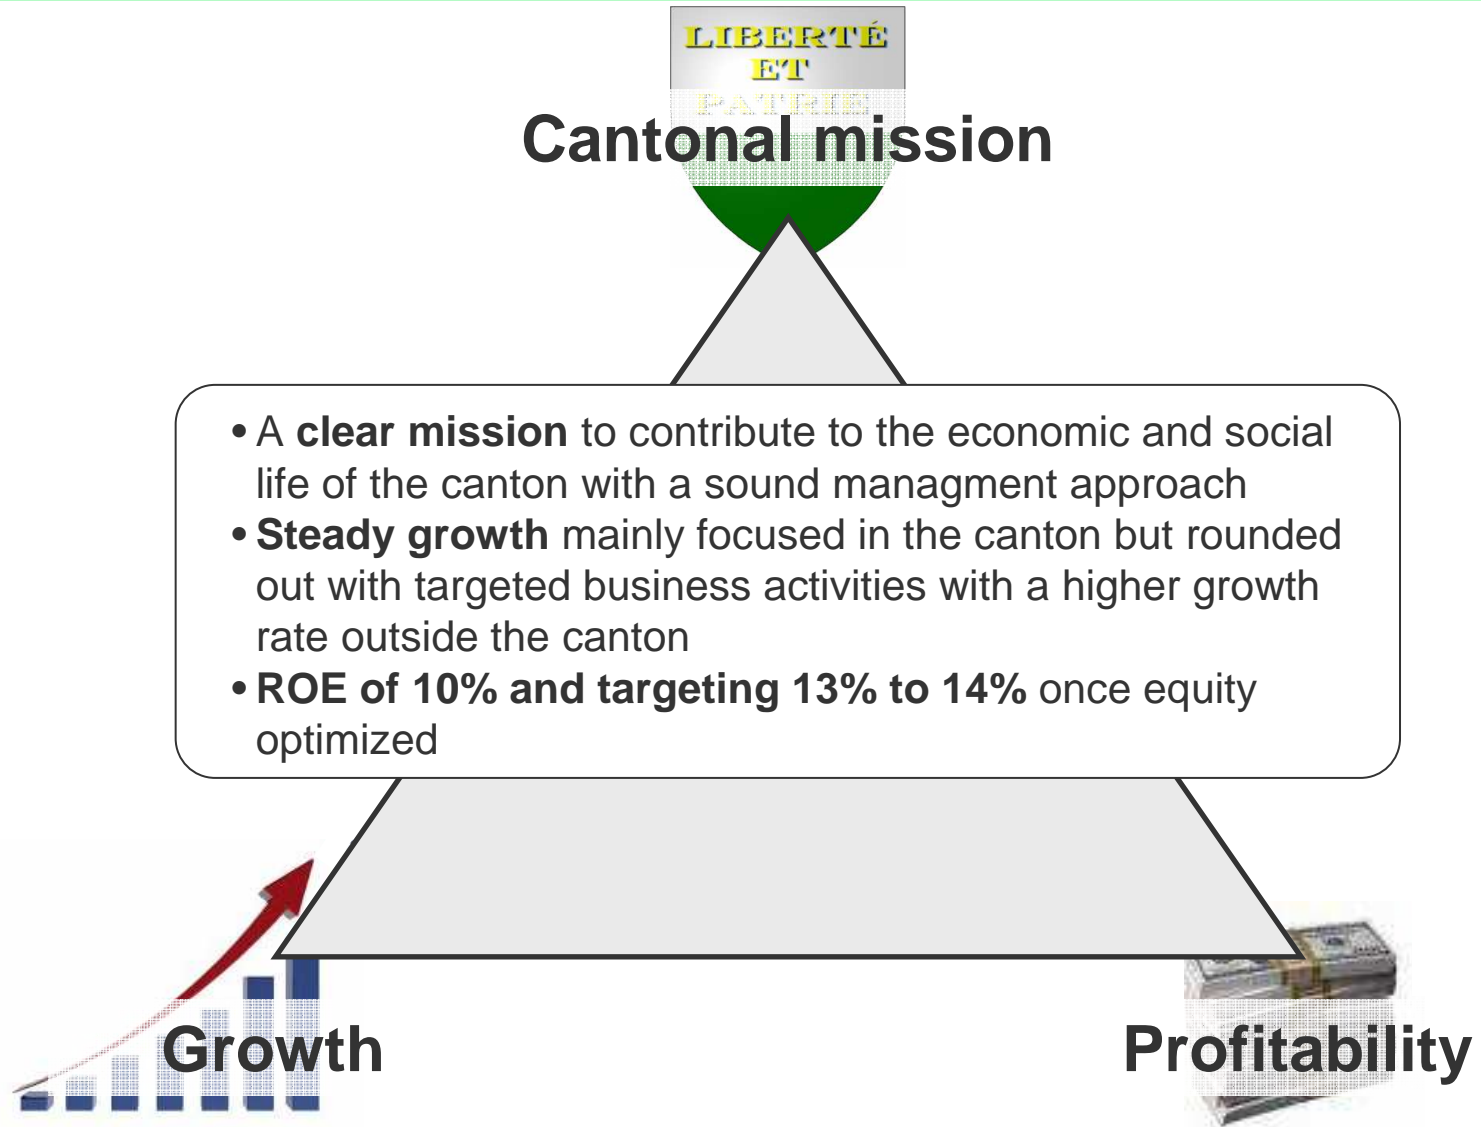 LIBERTÉ
ET
PATRIE
Cantonal mission
• A clear mission to contribute to the economic and social
life of the canton with a sound managment approach
• Steady growth mainly focused in the canton but rounded
out with targeted business activities with a higher growth
rate outside the canton
• ROE of 10% and targeting 13% to 14% once equity
optimized
Growth
Profitability